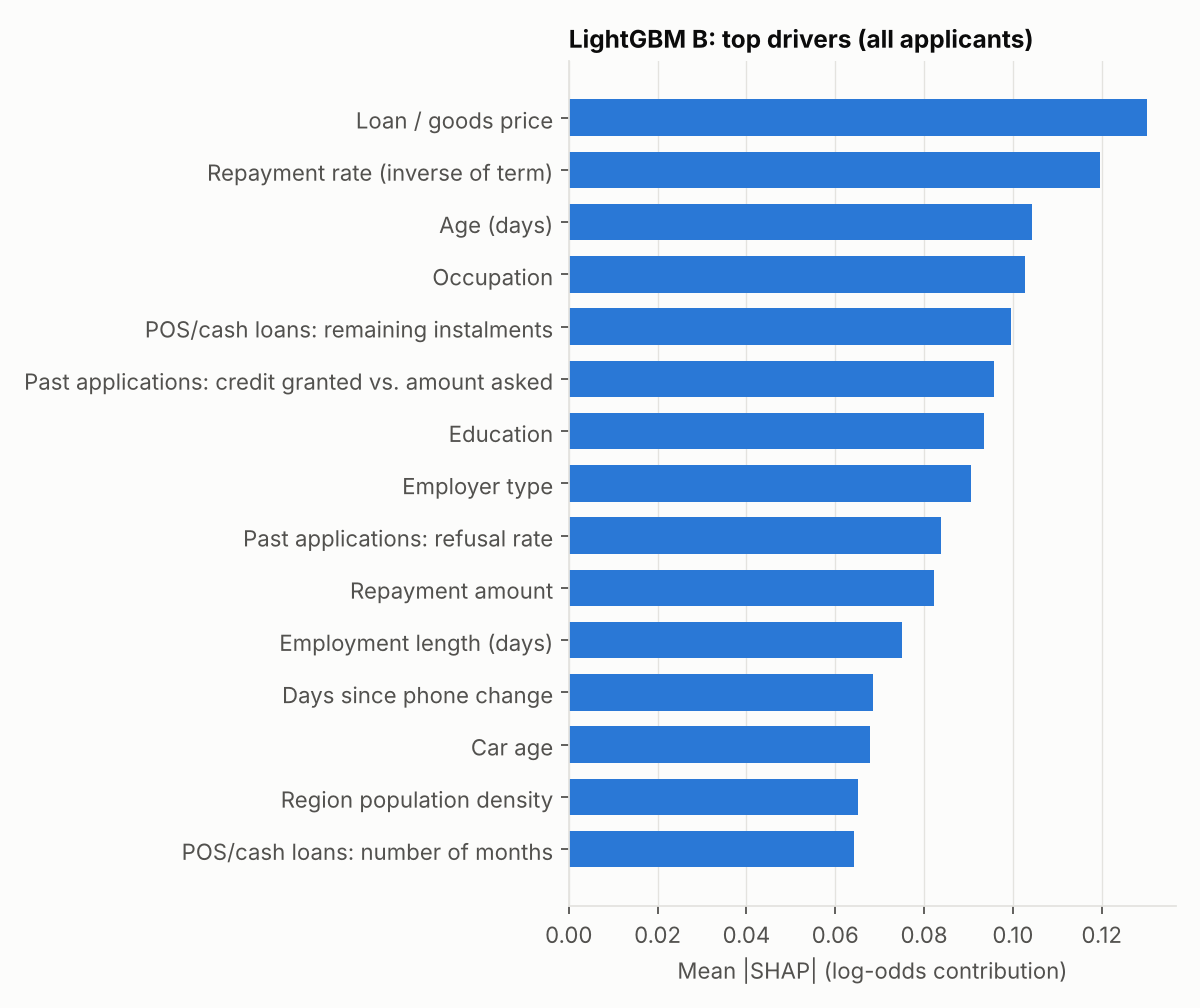 LightGBM B: top drivers (all applicants)
Loan / goods price
Repayment rate (inverse of term)
Age (days)
Occupation
POS/cash loans: remaining instalments
Past applications: credit granted vs. amount asked
Education
Employer type
Past applications: refusal rate
Repayment amount
Employment length (days)
Days since phone change
Car age
Region population density
POS/cash loans: number of months
0.00 0.02 0.04 0.06 0.08 0.10 0.12
Mean |SHAP| (log-odds contribution)